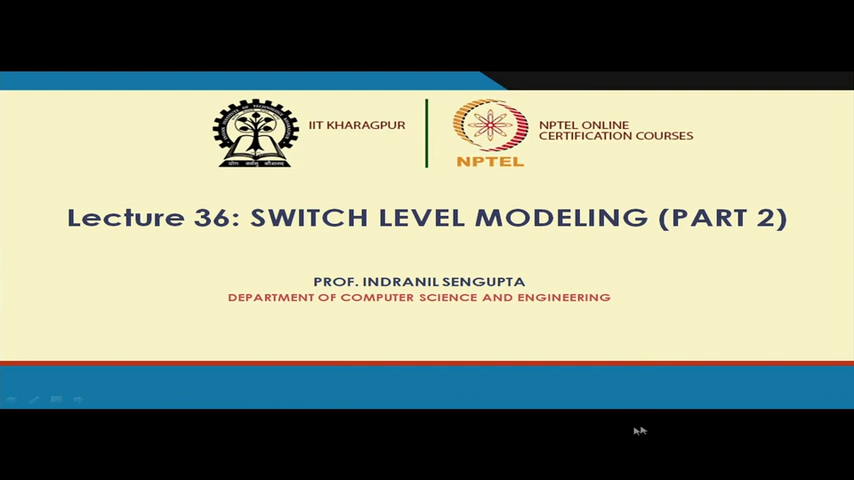 IIT KHARAGPUR
NPTEL
NPTEL ONLINE
CERTIFICATION COURSES
Lecture 36: SWITCH LEVEL MODELING (PART 2)
PROF. INDRANIL SENGUPTA
DEPARTMENT OF COMPUTER SCIENCE AND ENGINEERING